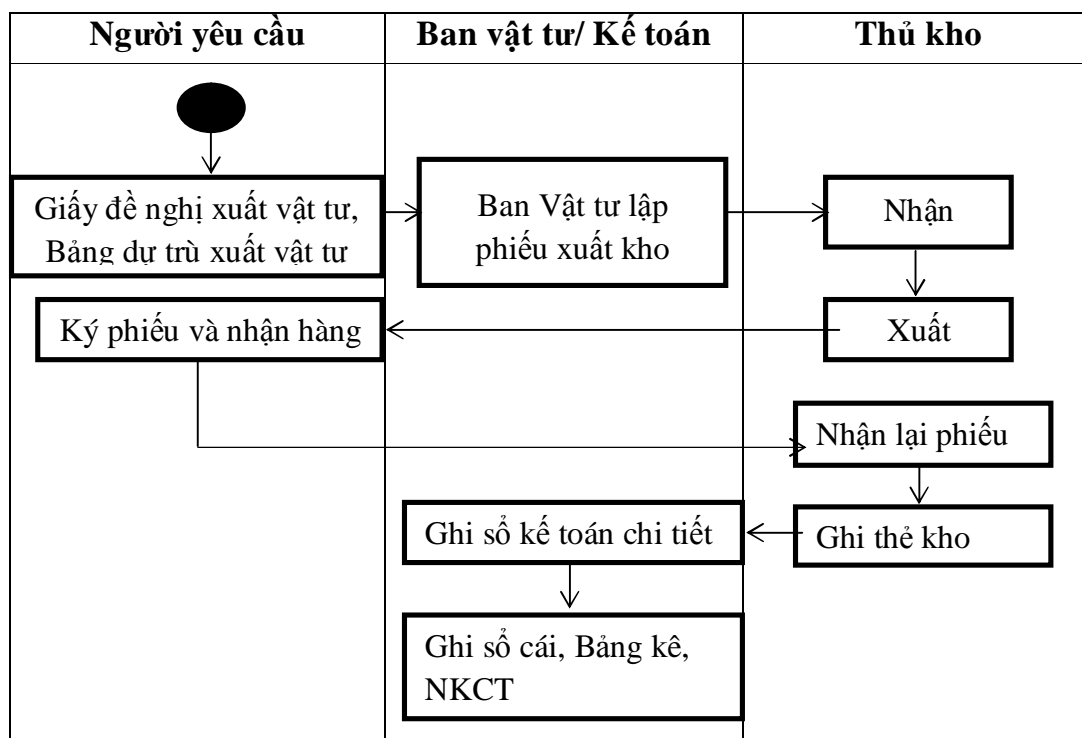 Người yêu cầu
Ban vật tư/ Kế toán
Thủ kho
Giấy đề nghị xuất vật tư,
Bảng dự trù xuất vật tư
Ban Vật tư lập
phiếu xuất kho
Nhận
Ký phiếu và nhận hàng
Xuất
Nhận lại phiếu
Ghi sổ kế toán chi tiết
Ghi thẻ kho
Ghi sổ cái, Bảng kê,
NKCT